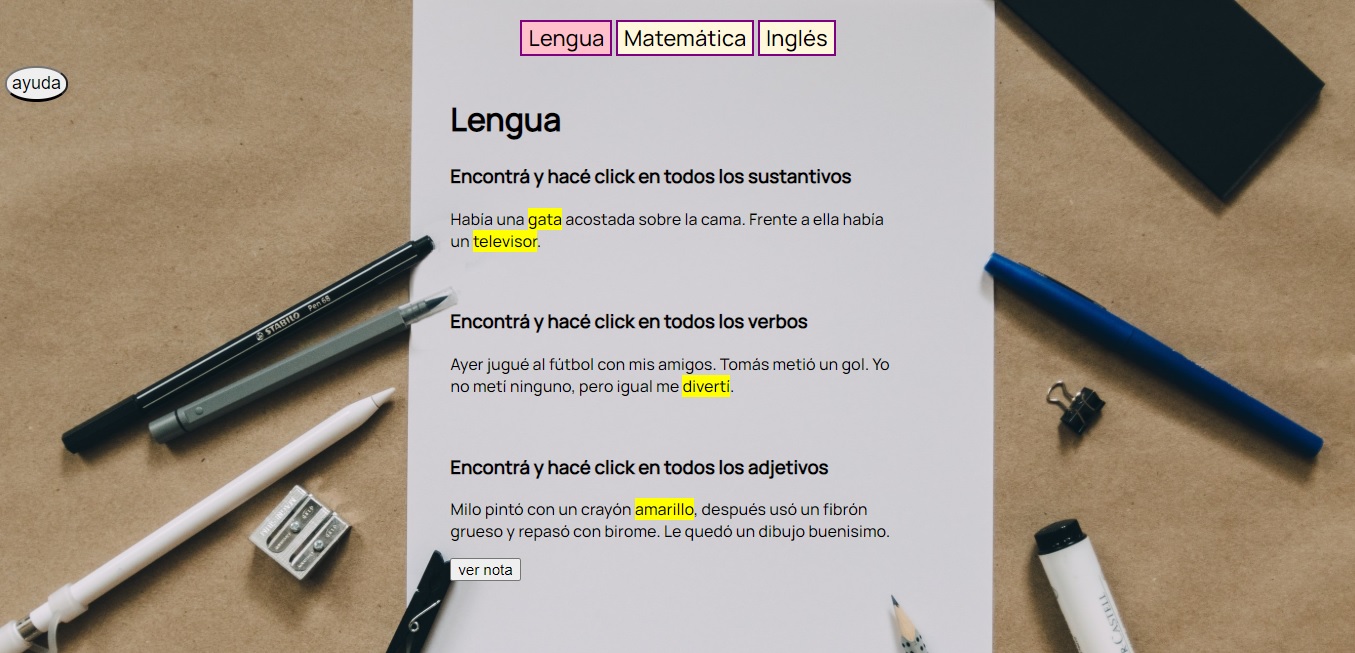 Lengua Matemática Inglés
ayuda
Lengua
Encontrá y hacé click en todos los sustantivos
Había una gata acostada sobre la cama. Frente a ella había
un televisor.
Encontrá y hacé click en todos los verbos
Ayer jugué al fútbol con mis amigos. Tomás metió un gol. Yo
no metí ninguno, pero igual me divertí.
Encontrá y hacé click en todos los adjetivos
Milo pintó con un crayón amarillo, después usó un fibrón
grueso y repasó con birome. Le quedó un dibujo buenisimo.
ver nota
STABILO Pen 68